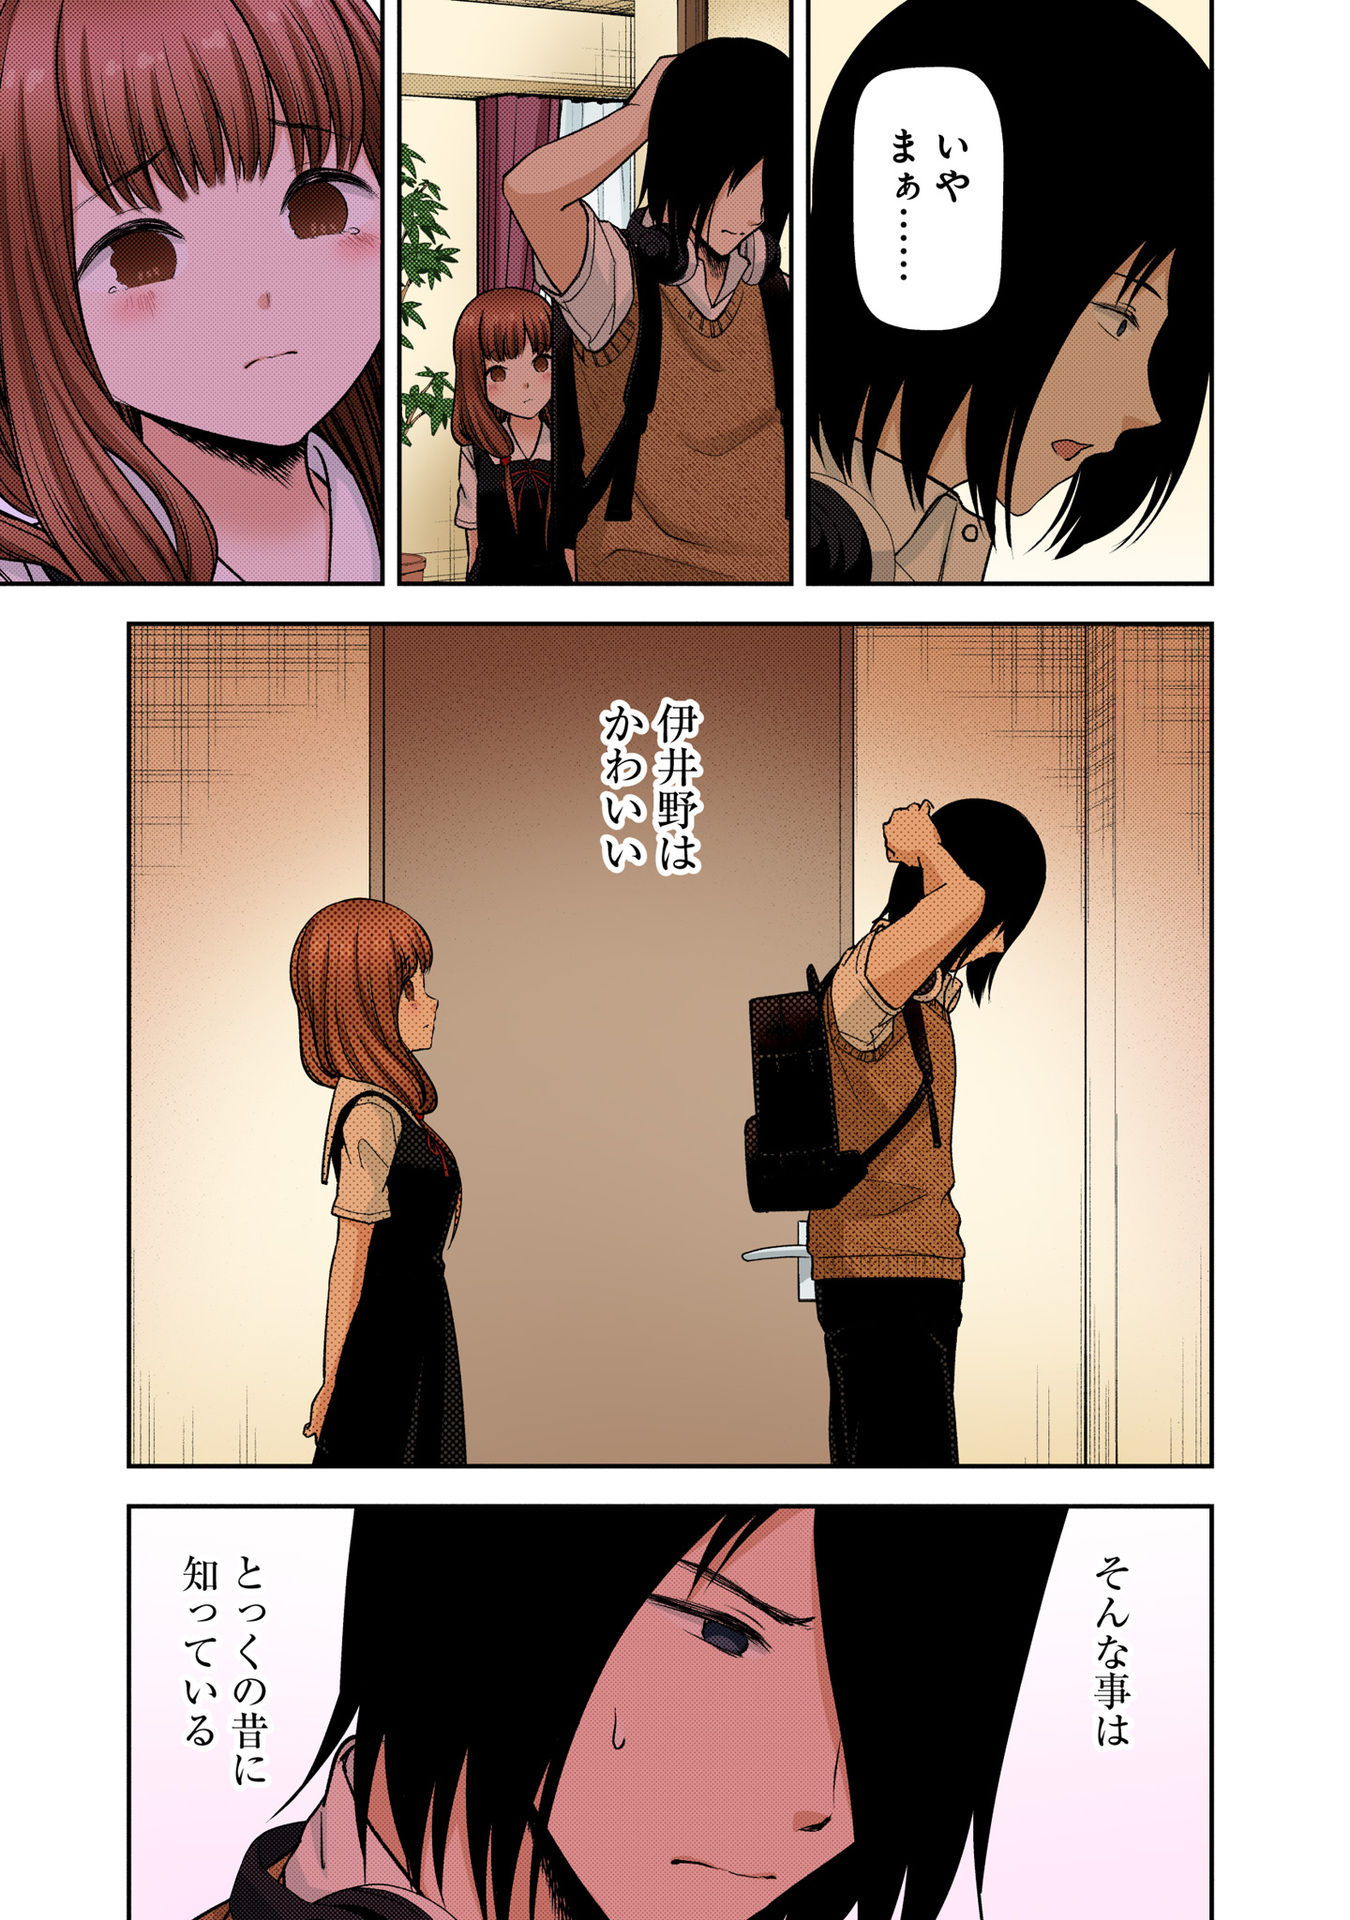 いや
まぁ……
伊井野は
かわいい
そんな事は
とっくの昔に
知っている